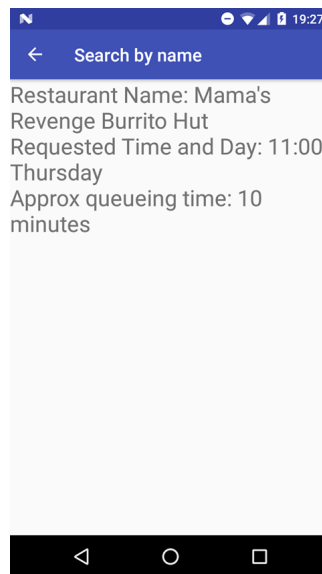 19:27
Search by name
Restaurant Name: Mama's
Revenge Burrito Hut
Requested Time and Day: 11:00
Thursday
Approx queueing time: 10
minutes